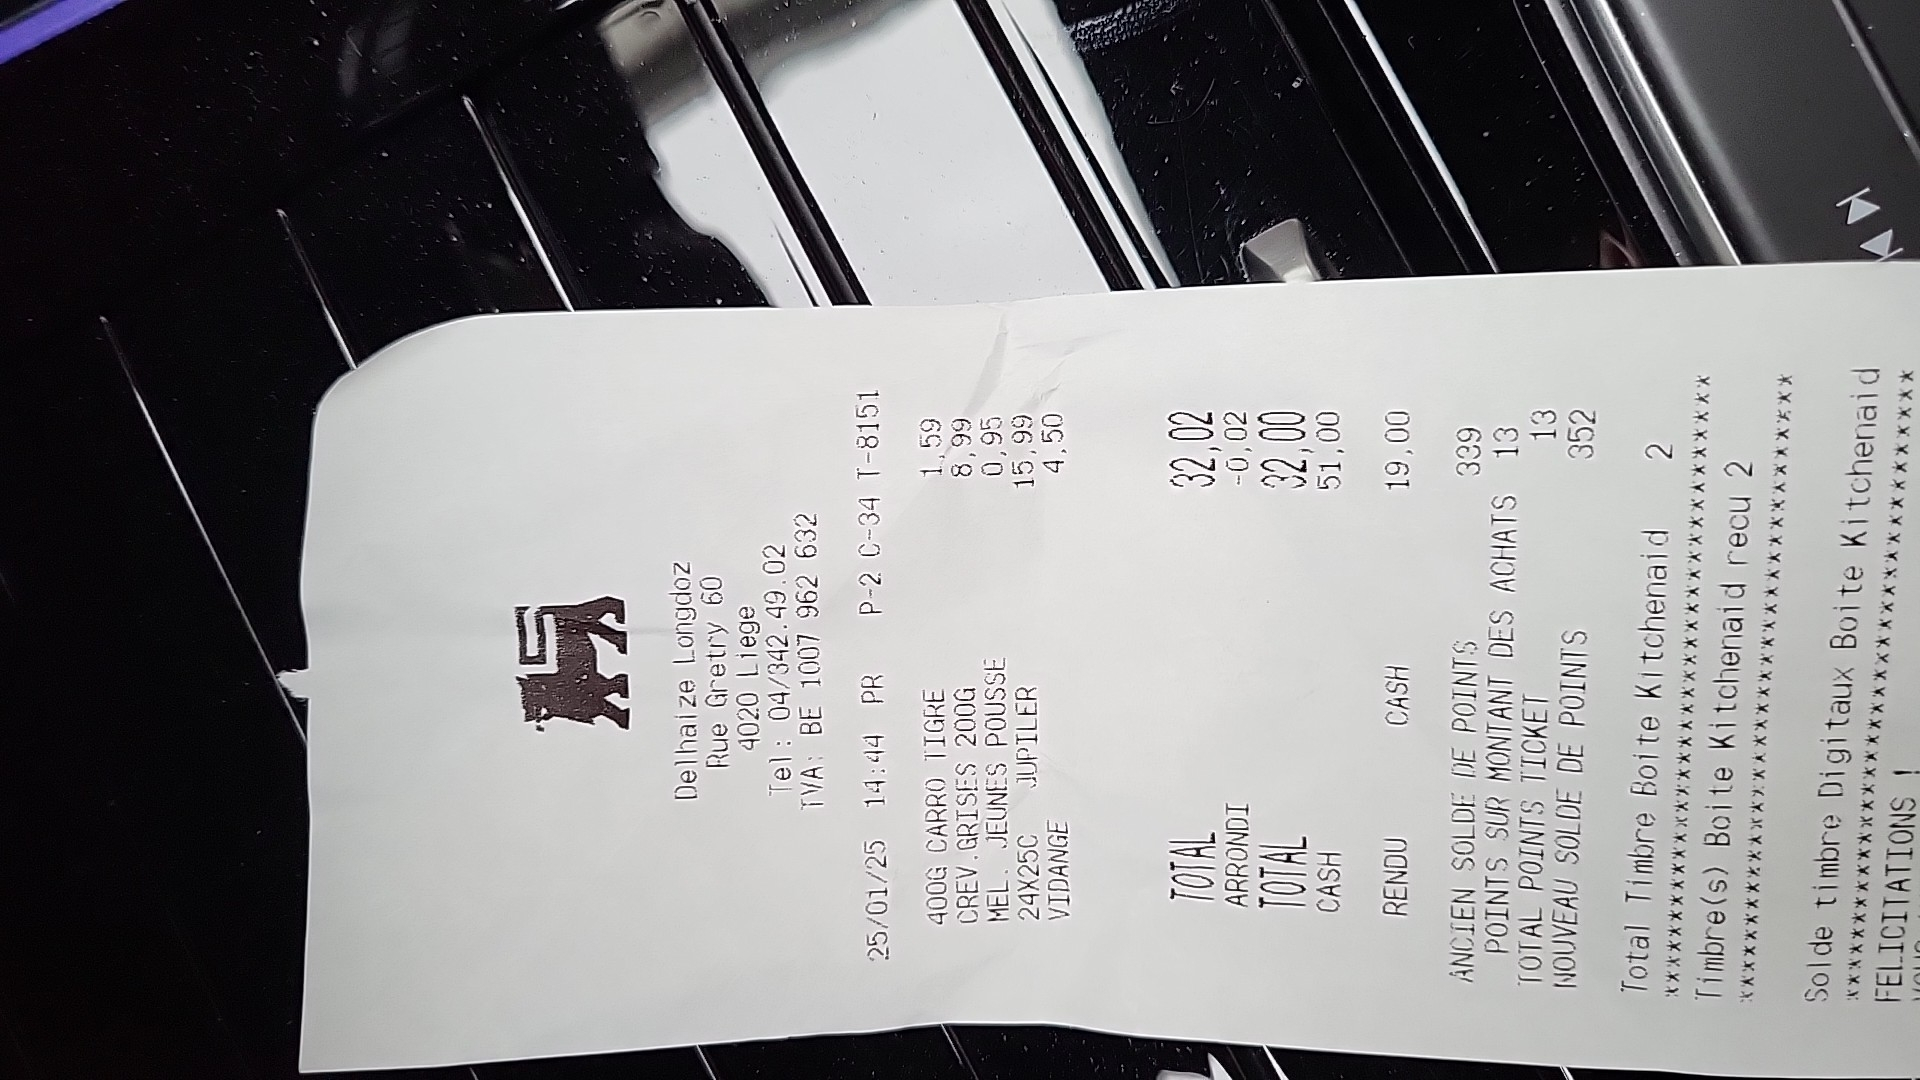 Delhaize Longdoz
Rue Gretry 60
4020 Liege
Tel : 04/342.49.02
TVA: BE 1007 962 632
25/01/25 14:44 PR P-2 C-34 T-8151
400G CARRO TIGRE 1,59
CREV.GRISES 200G 8,99
MEL. JEUNES POUSSE 0,95
24X25C JUPILER 15,99
VIDANGE 4,50
TOTAL 32,02
ARRONDI -0,02
TOTAL 32,00
CASH 51,00
RENDU CASH 19,00
ANCIEN SOLDE DE POINTS 339
POINTS SUR MONTANT DES ACHATS 13
TOTAL POINTS TICKET 13
NOUVEAU SOLDE DE POINTS 352
Total Timbre Boite Kitchenaid 2
****************************************
Timbre(s) Boite Kitchenaid recu 2
****************************************
Solde timbre Digitaux Boite Kitchenaid
****************************************
FELICITATIONS !